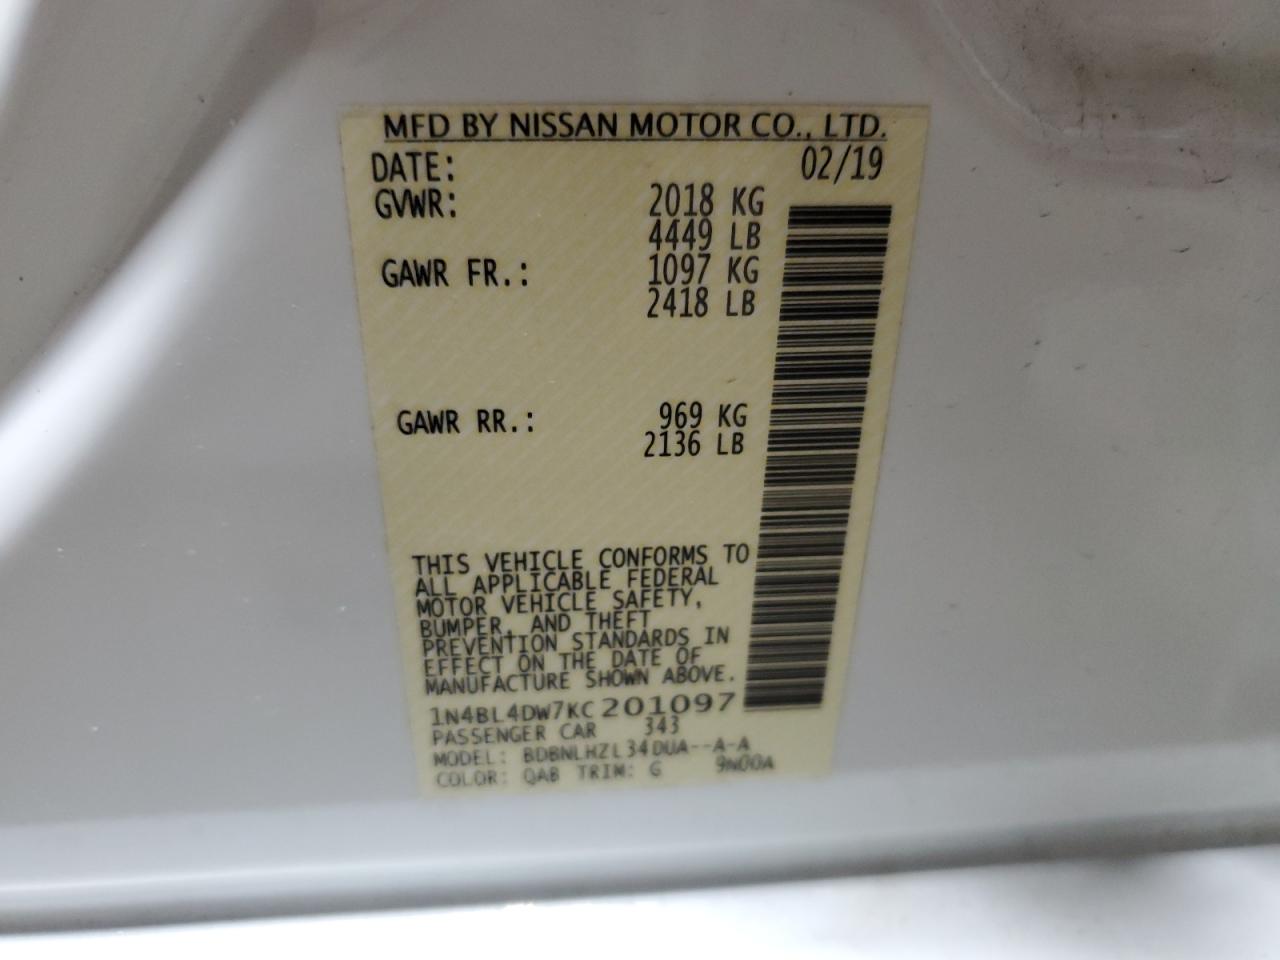 MFD BY NISSAN MOTOR CO., LTD.
DATE: 02/19
GVWR: 2018 KG
4449 LB
GAWR FR.: 1097 KG
2418 LB
GAWR RR.: 969 KG
2136 LB
THIS VEHICLE CONFORMS TO
ALL APPLICABLE FEDERAL
MOTOR VEHICLE SAFETY,
BUMPER, AND THEFT
PREVENTION STANDARDS IN
EFFECT ON THE DATE OF
MANUFACTURE SHOWN ABOVE.
1N4BL4DW7KC201097
PASSENGER CAR 343
MODEL: BDBNLHZL34DUA--A-A
COLOR: QAB TRIM: G 9N00A